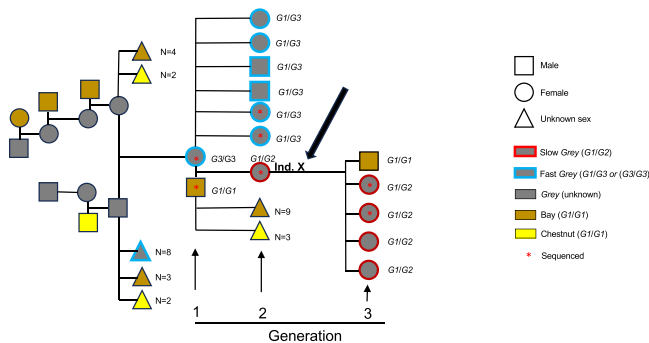 G1/G3
G1/G3
G1/G3
G1/G3
G1/G3
G1/G3
N=4
N=2
G3/G3
G1/G2
Ind. X
G1/G1
G1/G1
G1/G2
G1/G2
G1/G2
G1/G2
N=9
N=3
N=8
N=3
N=2
1
2
3
Generation
Male
Female
Unknown sex
Slow Grey (G1/G2)
Fast Grey (G1/G3 or G3/G3)
Grey (unknown)
Bay (G1/G1)
Chestnut (G1/G1)
* Sequenced